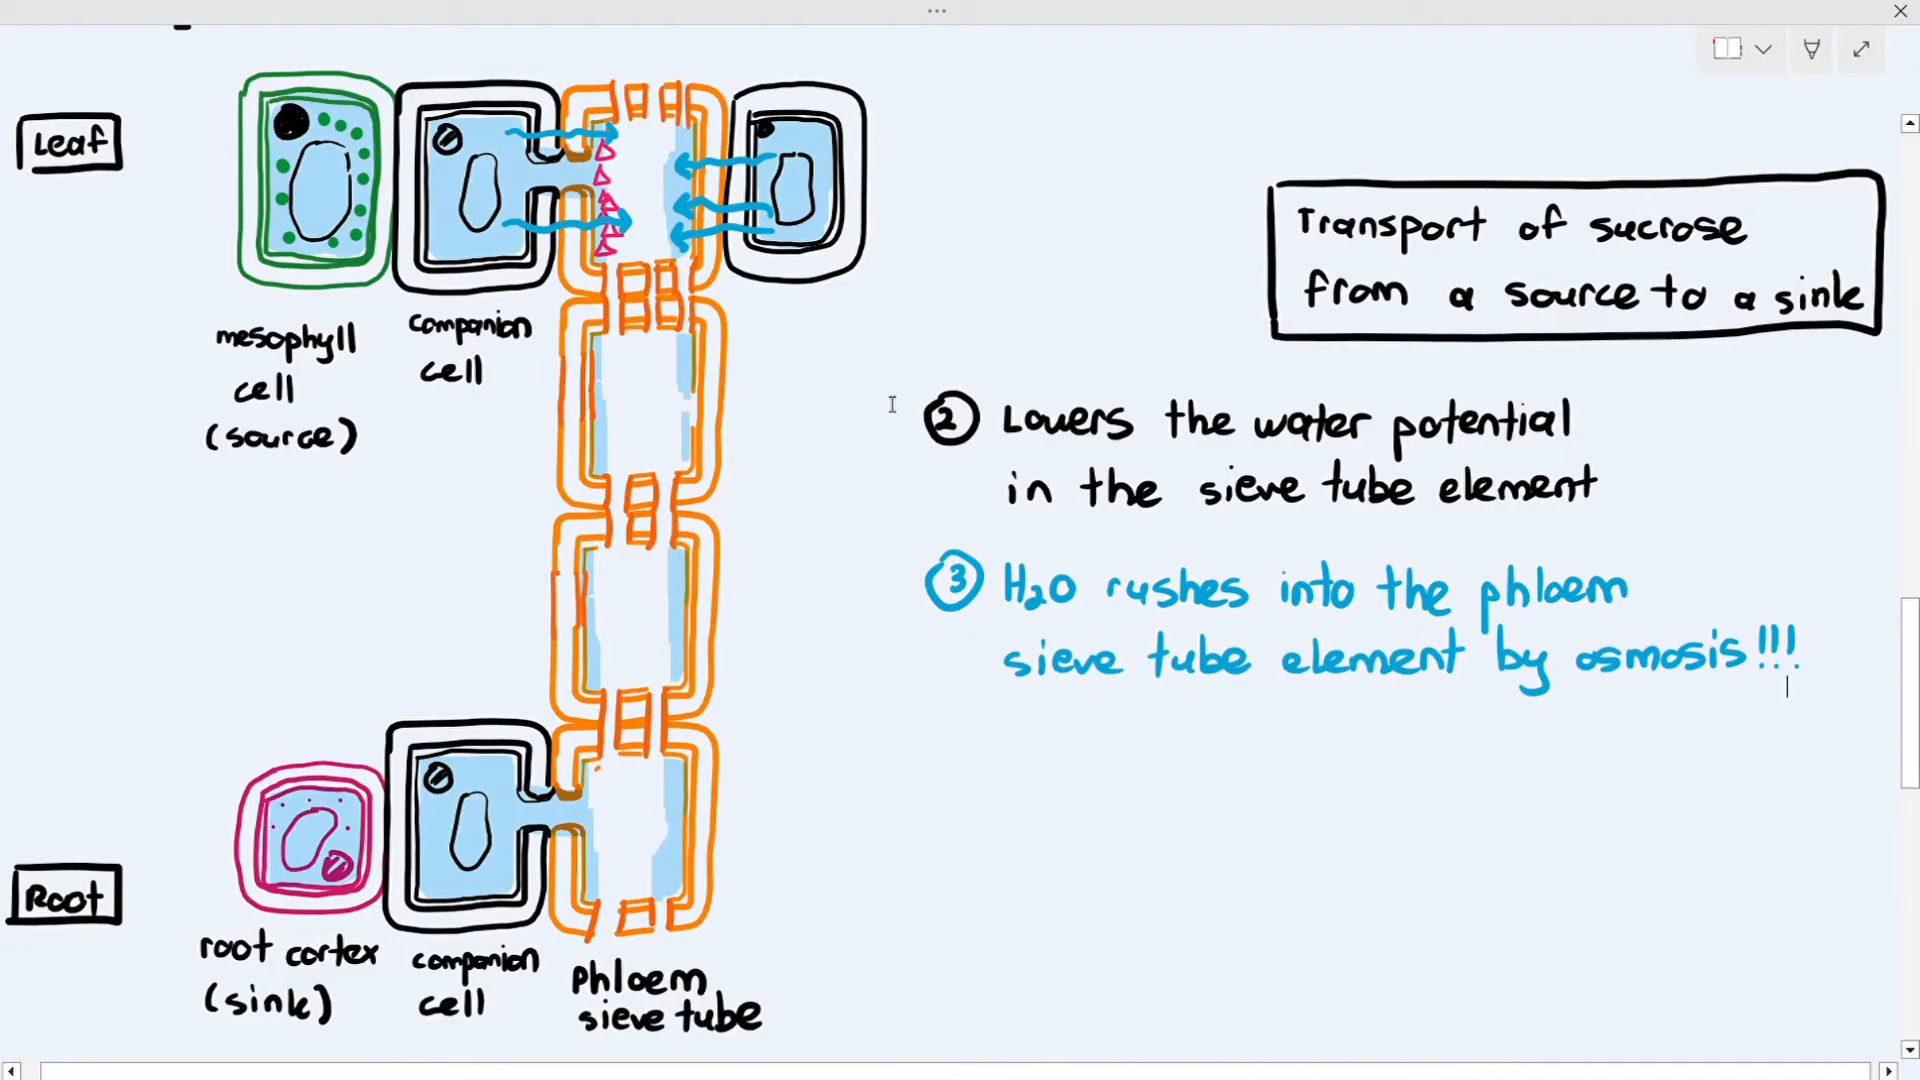 Leaf
mesophyll
cell
(source)
companion
cell
Transport of sucrose
from a source to a sink
② Lowers the water potential
in the sieve tube element
③ H₂O rushes into the phloem
sieve tube element by osmosis!!!
Root
root cortex
(sink)
companion
cell
Phloem
sieve tube